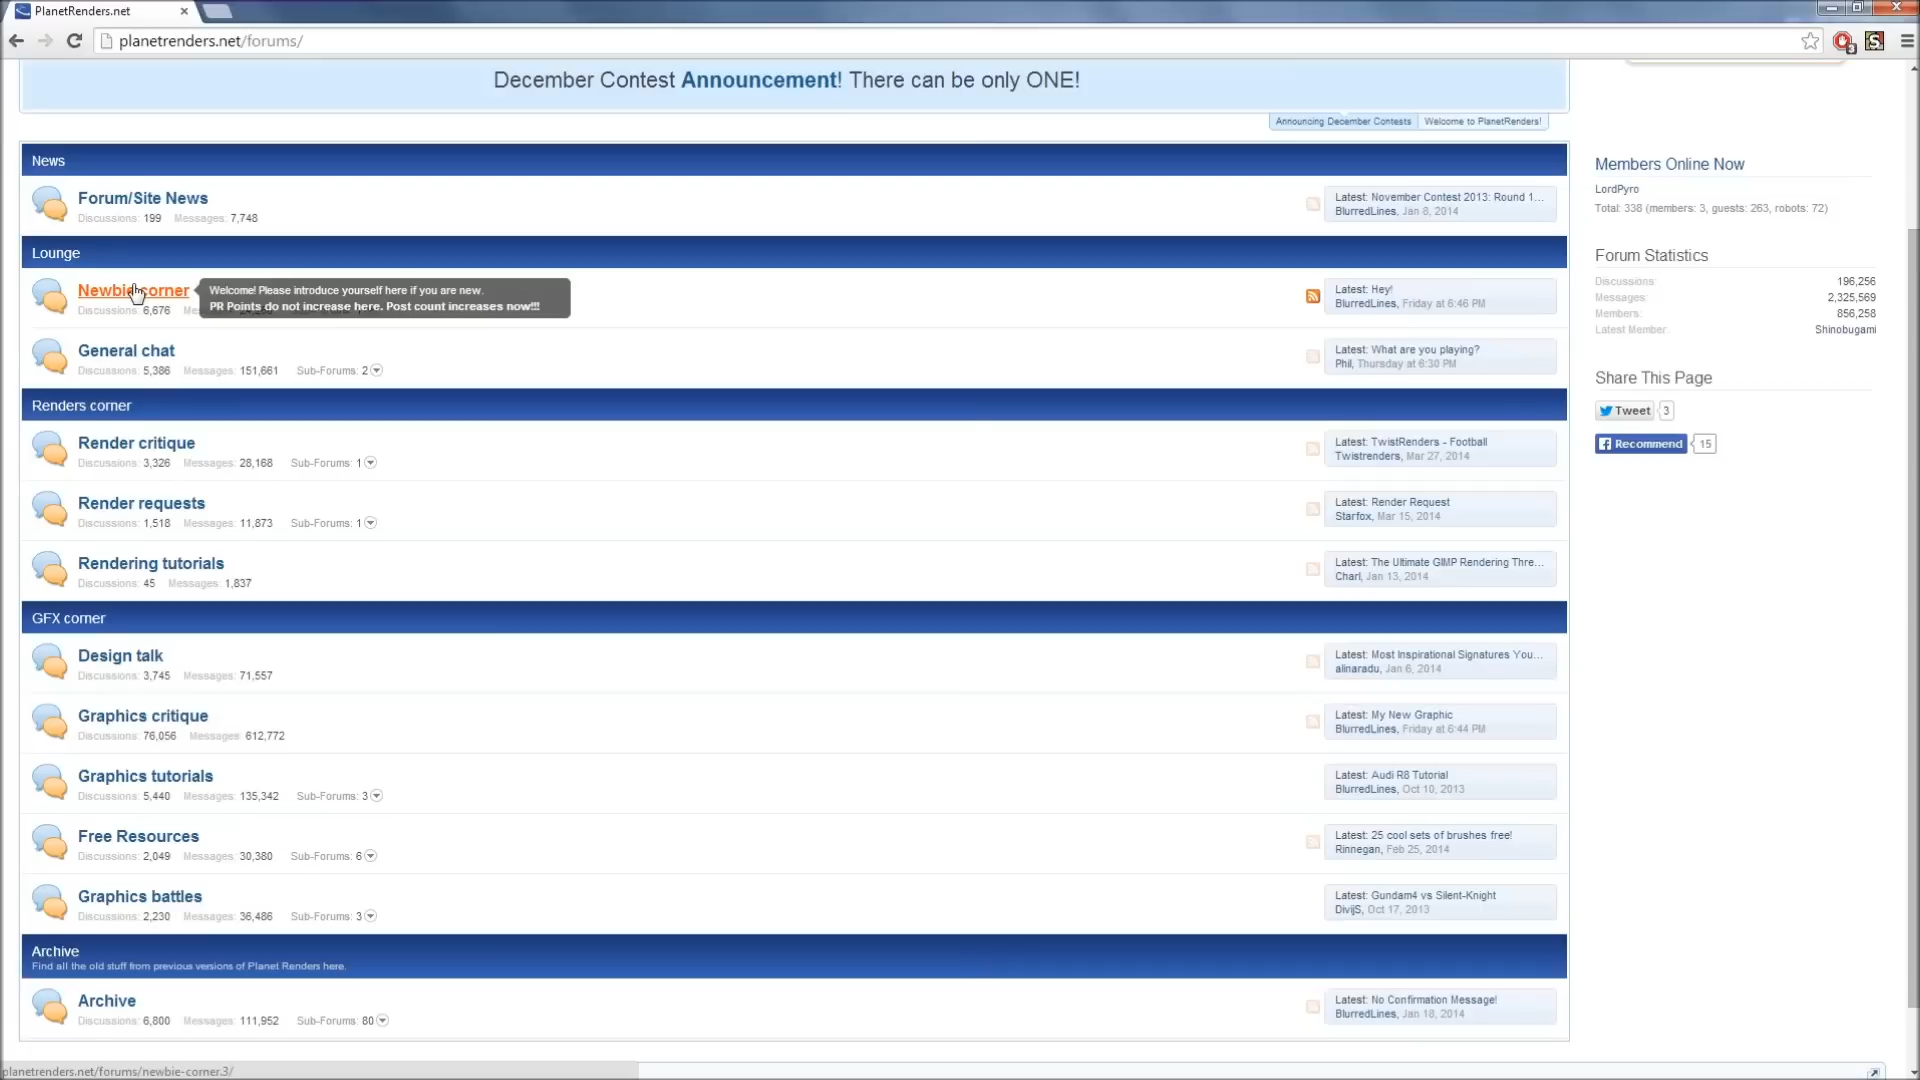 PlanetRenders.net
planetrenders.net/forums/
3
S
December Contest Announcement! There can be only ONE!
Announcing December Contests
Welcome to PlanetRenders!
News
Forum/Site News
Discussions: 199 Messages: 7,748
Latest: November Contest 2013: Round 1...
BlurredLines, Jan 8, 2014
Lounge
Newbie corner
Welcome! Please introduce yourself here if you are new.
PR Points do not increase here. Post count increases now!!!
Discussions: 6,676
Latest: Hey!
BlurredLines, Friday at 6:46 PM
General chat
Discussions: 5,386 Messages: 151,661 Sub-Forums: 2
Latest: What are you playing?
Phil, Thursday at 6:30 PM
Renders corner
Render critique
Discussions: 3,326 Messages: 28,168 Sub-Forums: 1
Latest: TwistRenders - Football
Twistrenders, Mar 27, 2014
Render requests
Discussions: 1,518 Messages: 11,873 Sub-Forums: 1
Latest: Render Request
Starfox, Mar 15, 2014
Rendering tutorials
Discussions: 45 Messages: 1,837
Latest: The Ultimate GIMP Rendering Thre...
Charl, Jan 13, 2014
GFX corner
Design talk
Discussions: 3,745 Messages: 71,557
Latest: Most Inspirational Signatures You...
alinaradu, Jan 6, 2014
Graphics critique
Discussions: 76,056 Messages: 612,772
Latest: My New Graphic
BlurredLines, Friday at 6:44 PM
Graphics tutorials
Discussions: 5,440 Messages: 135,342 Sub-Forums: 3
Latest: Audi R8 Tutorial
BlurredLines, Oct 10, 2013
Free Resources
Discussions: 2,049 Messages: 30,380 Sub-Forums: 6
Latest: 25 cool sets of brushes free!
Rinnegan, Feb 25, 2014
Graphics battles
Discussions: 2,230 Messages: 36,486 Sub-Forums: 3
Latest: Gundam4 vs Silent-Knight
DivijS, Oct 17, 2013
Archive
Find all the old stuff from previous versions of Planet Renders here.
Archive
Discussions: 6,800 Messages: 111,952 Sub-Forums: 80
Latest: No Confirmation Message!
BlurredLines, Jan 18, 2014
Members Online Now
LordPyro
Total: 338 (members: 3, guests: 263, robots: 72)
Forum Statistics
Discussions: 196,256
Messages: 2,325,569
Members: 856,258
Latest Member: Shinobugami
Share This Page
Tweet 3
Recommend 15
planetrenders.net/forums/newbie-corner.3/